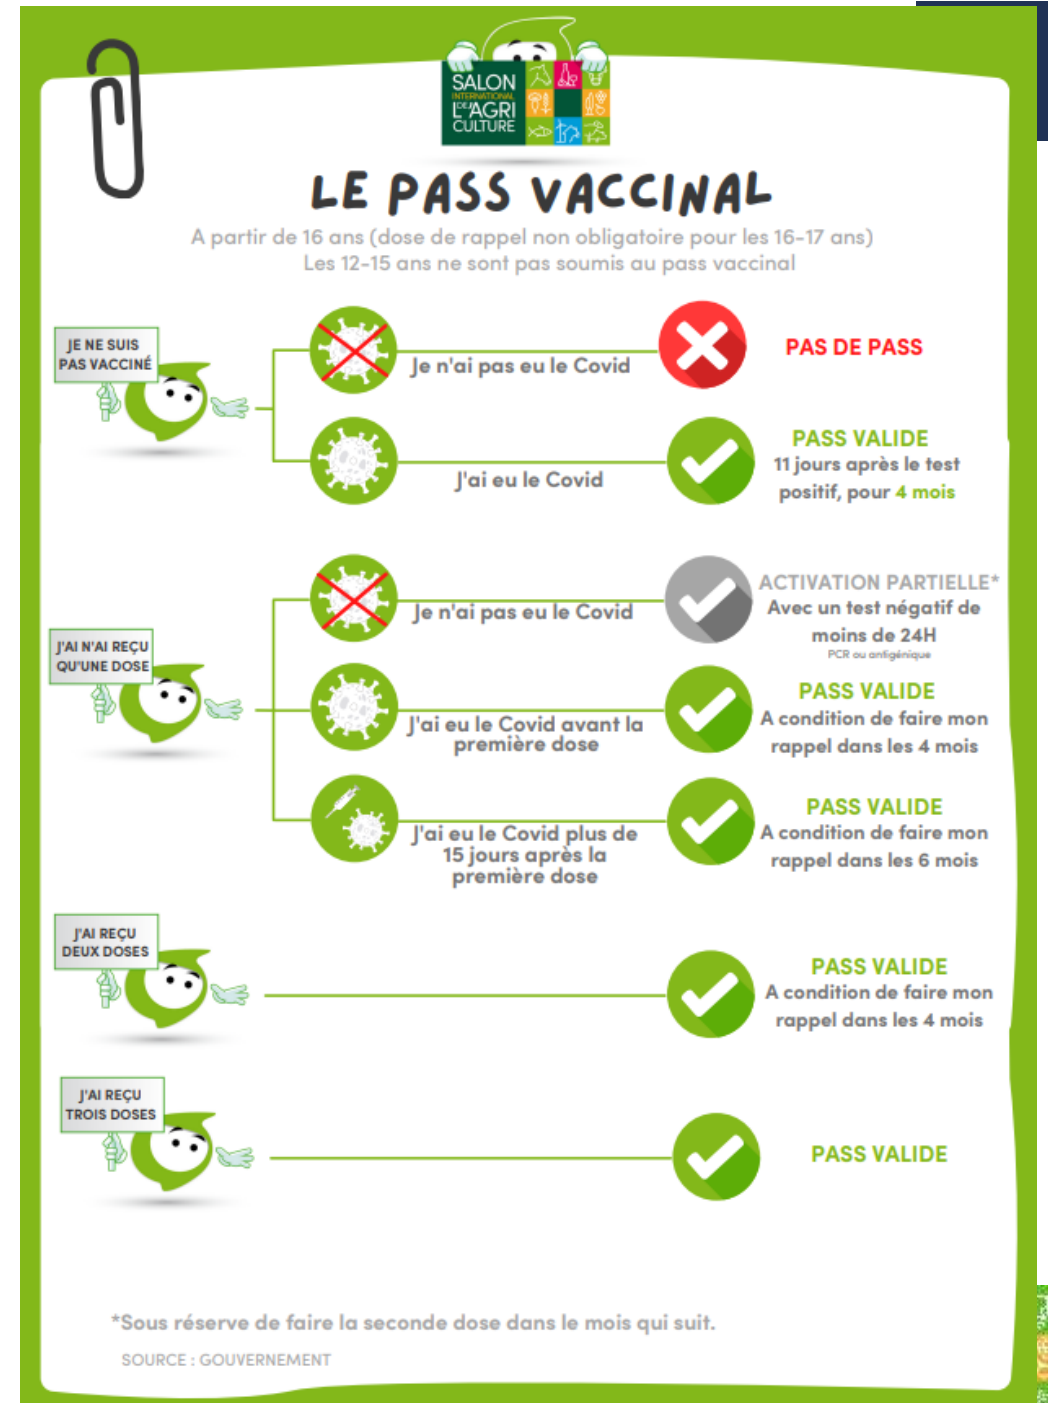 SALON
INTERNATIONAL
DE L'AGRI
CULTURE
LE PASS VACCINAL
A partir de 16 ans (dose de rappel non obligatoire pour les 16-17 ans)
Les 12-15 ans ne sont pas soumis au pass vaccinal
JE NE SUIS
PAS VACCINÉ
Je n'ai pas eu le Covid
PAS DE PASS
J'ai eu le Covid
PASS VALIDE
11 jours après le test
positif, pour 4 mois
J'AI N'AI REÇU
QU'UNE DOSE
Je n'ai pas eu le Covid
ACTIVATION PARTIELLE*
Avec un test négatif de
moins de 24H
PCR ou antigénique
J'ai eu le Covid avant la
première dose
PASS VALIDE
A condition de faire mon
rappel dans les 4 mois
J'ai eu le Covid plus de
15 jours après la
première dose
PASS VALIDE
A condition de faire mon
rappel dans les 6 mois
J'AI REÇU
DEUX DOSES
PASS VALIDE
A condition de faire mon
rappel dans les 4 mois
J'AI REÇU
TROIS DOSES
PASS VALIDE
*Sous réserve de faire la seconde dose dans le mois qui suit.
SOURCE : GOUVERNEMENT